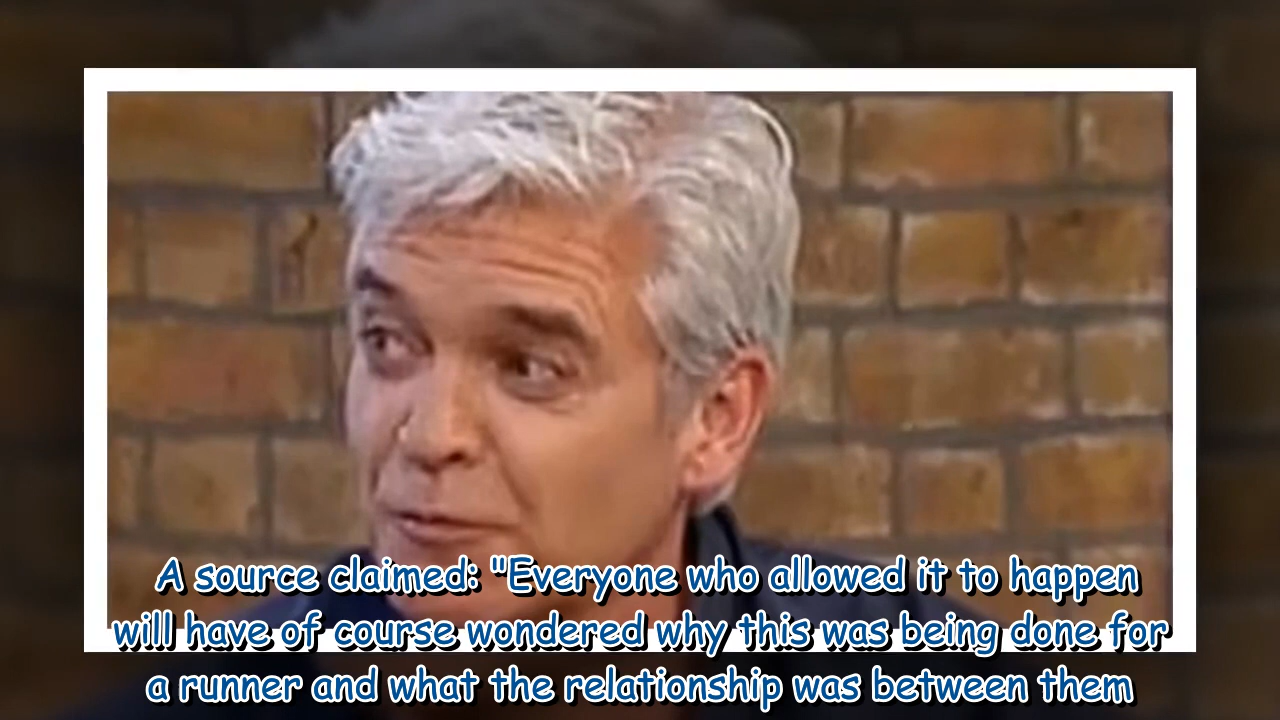 A source claimed: "Everyone who allowed it to happen
will have of course wondered why this was being done for
a runner and what the relationship was between them